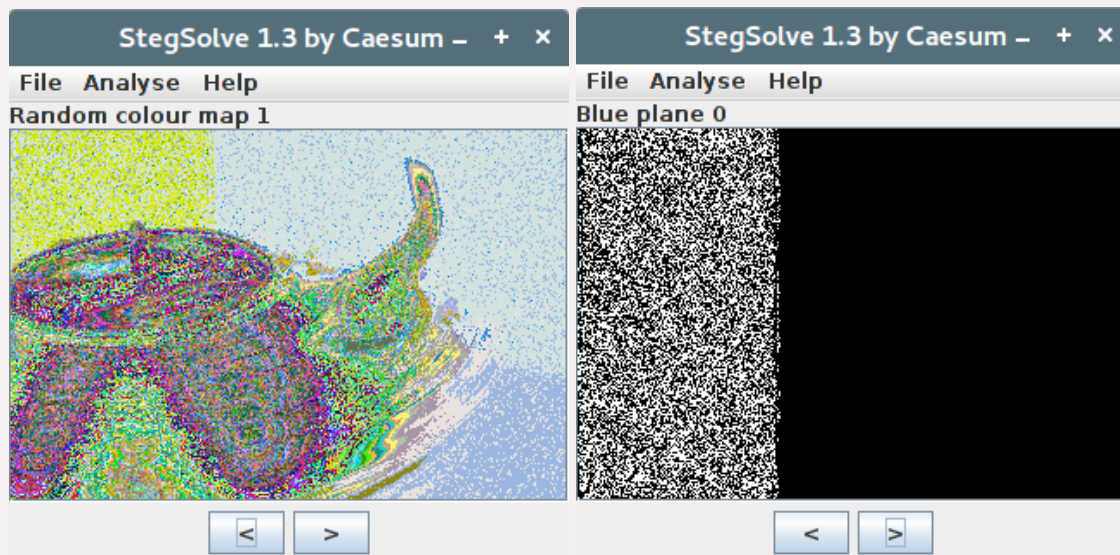 StegSolve 1.3 by Caesum – + ×
File Analyse Help
Random colour map 1
< >
StegSolve 1.3 by Caesum – + ×
File Analyse Help
Blue plane 0
< >